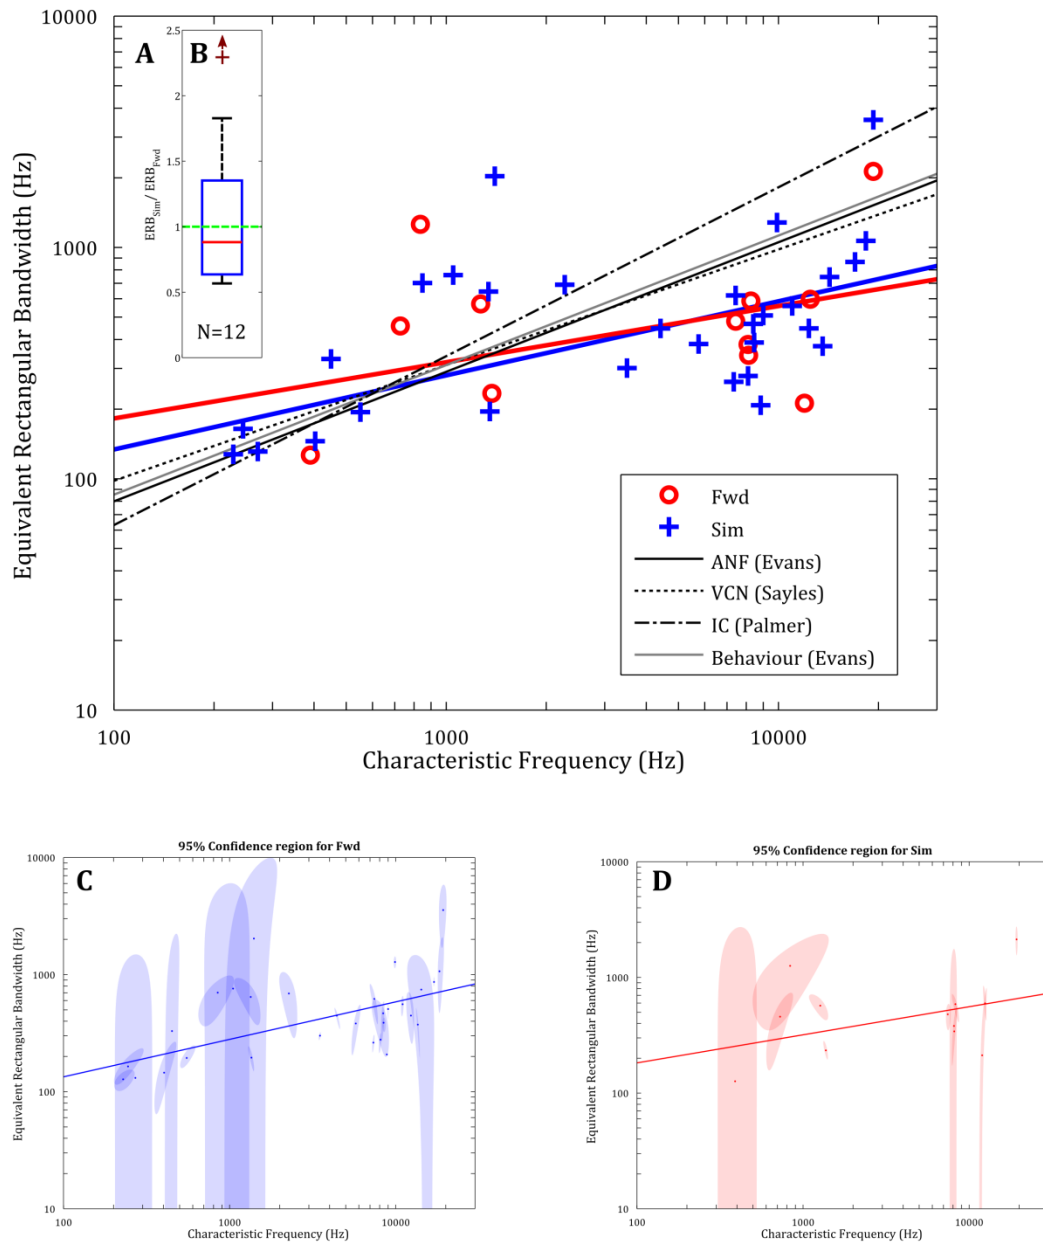 10000
1000
100
10
Equivalent Rectangular Bandwidth (Hz)
A
B
2.5
2
1.5
1
0.5
0
ERB_Sim/ ERB_Fwd
N=12
Fwd
Sim
ANF (Evans)
VCN (Sayles)
IC (Palmer)
Behaviour (Evans)
100
1000
10000
Characteristic Frequency (Hz)
95% Confidence region for Fwd
C
10000
1000
100
10
Equivalent Rectangular Bandwidth (Hz)
100
1000
10000
Characteristic Frequency (Hz)
95% Confidence region for Sim
D
10000
1000
100
10
Equivalent Rectangular Bandwidth (Hz)
100
1000
10000
Characteristic Frequency (Hz)